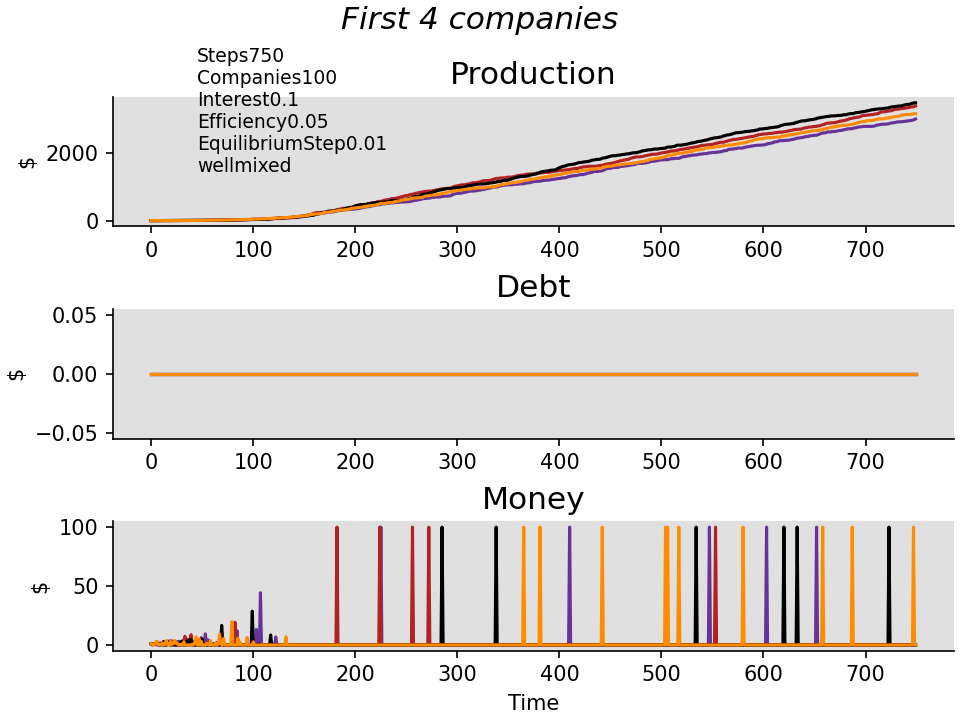 First 4 companies
Steps750
Companies100
Interest0.1
Efficiency0.05
EquilibriumStep0.01
wellmixed
Production
$
2000
0
0 100 200 300 400 500 600 700
Debt
$
0.05
0.00
−0.05
0 100 200 300 400 500 600 700
Money
$
100
50
0
0 100 200 300 400 500 600 700
Time